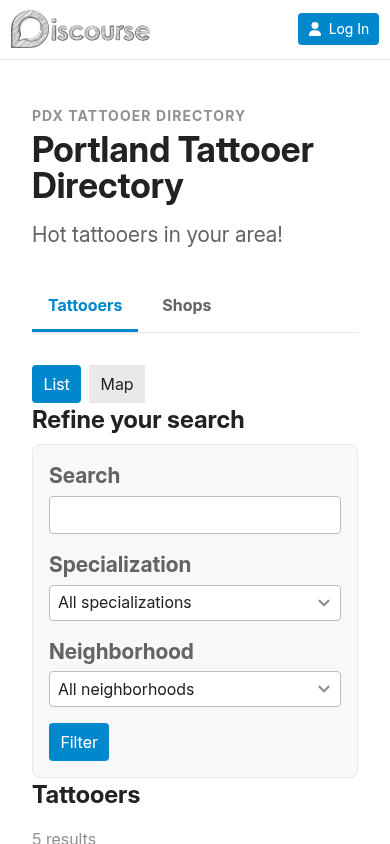 Discourse
Log In
PDX TATTOOER DIRECTORY
Portland Tattooer
Directory
Hot tattooers in your area!
Tattooers
Shops
List
Map
Refine your search
Search
Specialization
All specializations
Neighborhood
All neighborhoods
Filter
Tattooers
5 results